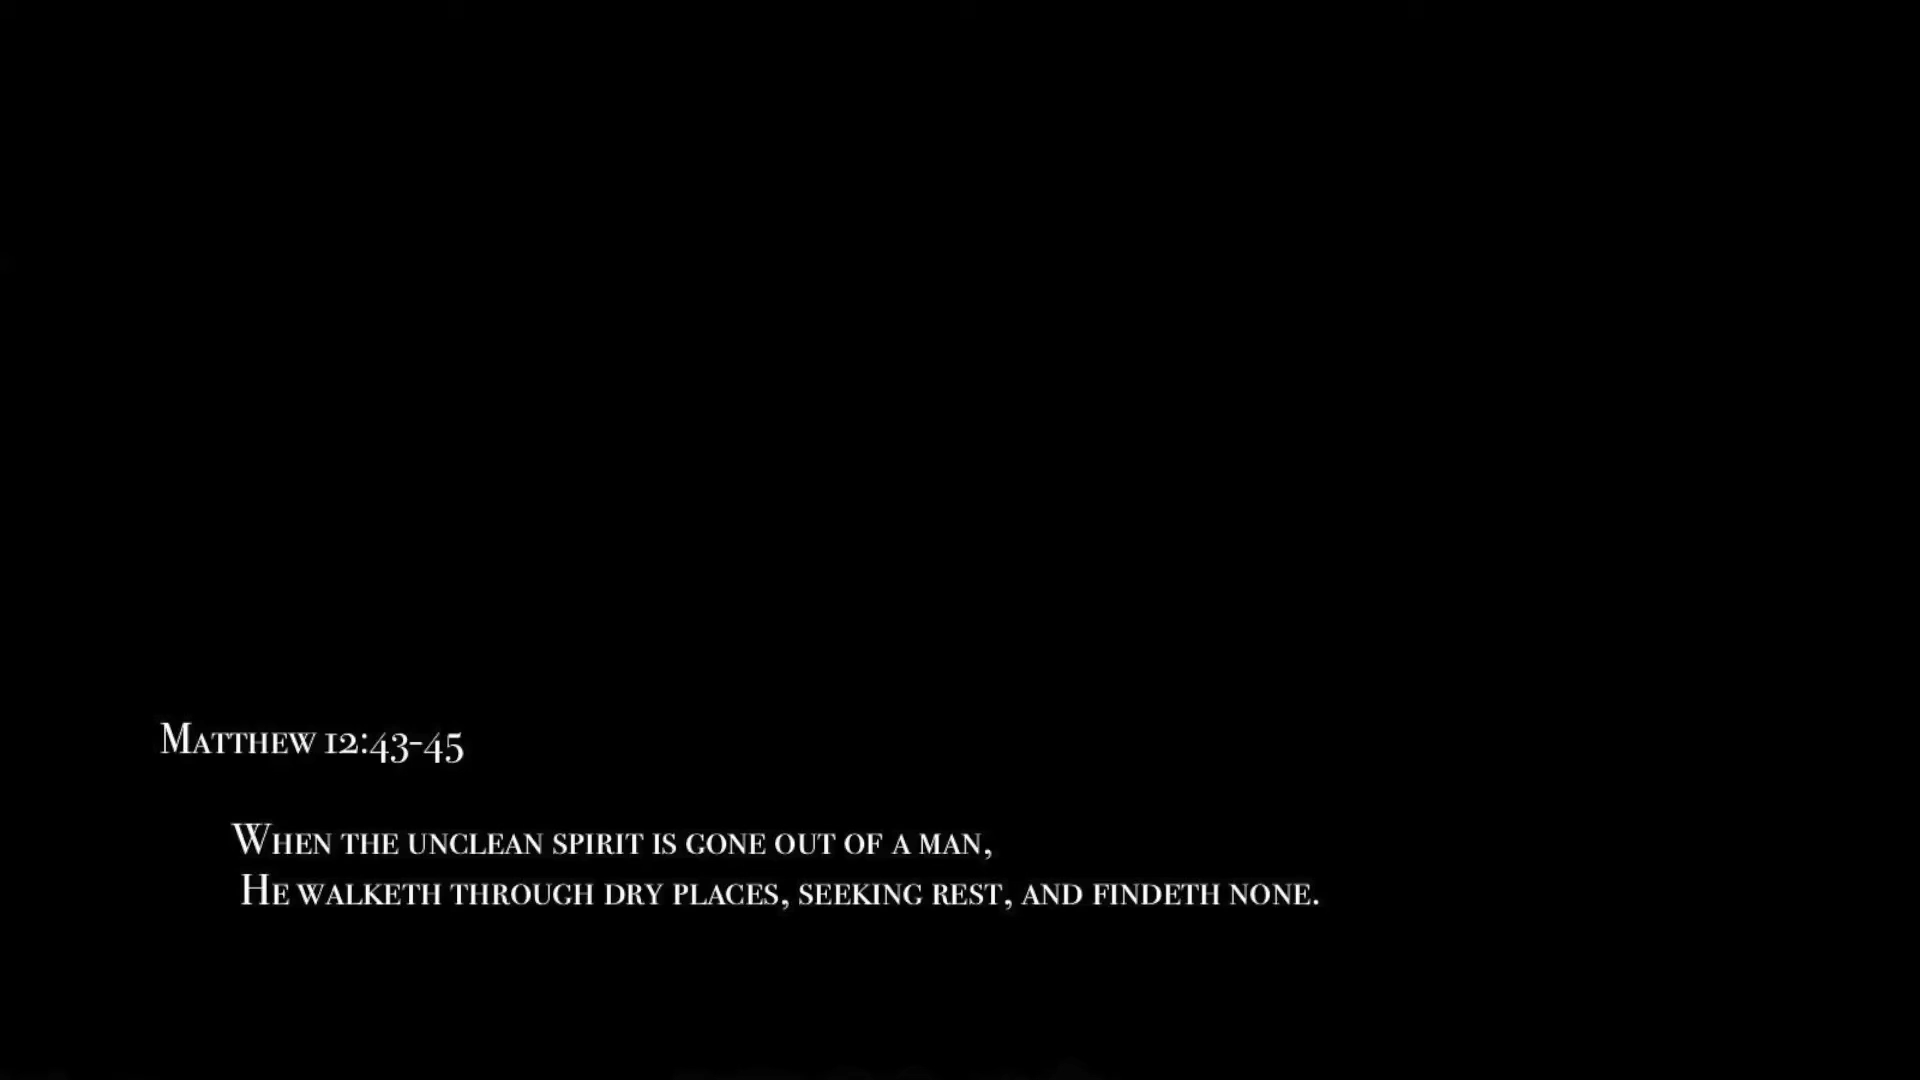 Matthew 12:43-45
When the unclean spirit is gone out of a man,
He walketh through dry places, seeking rest, and findeth none.